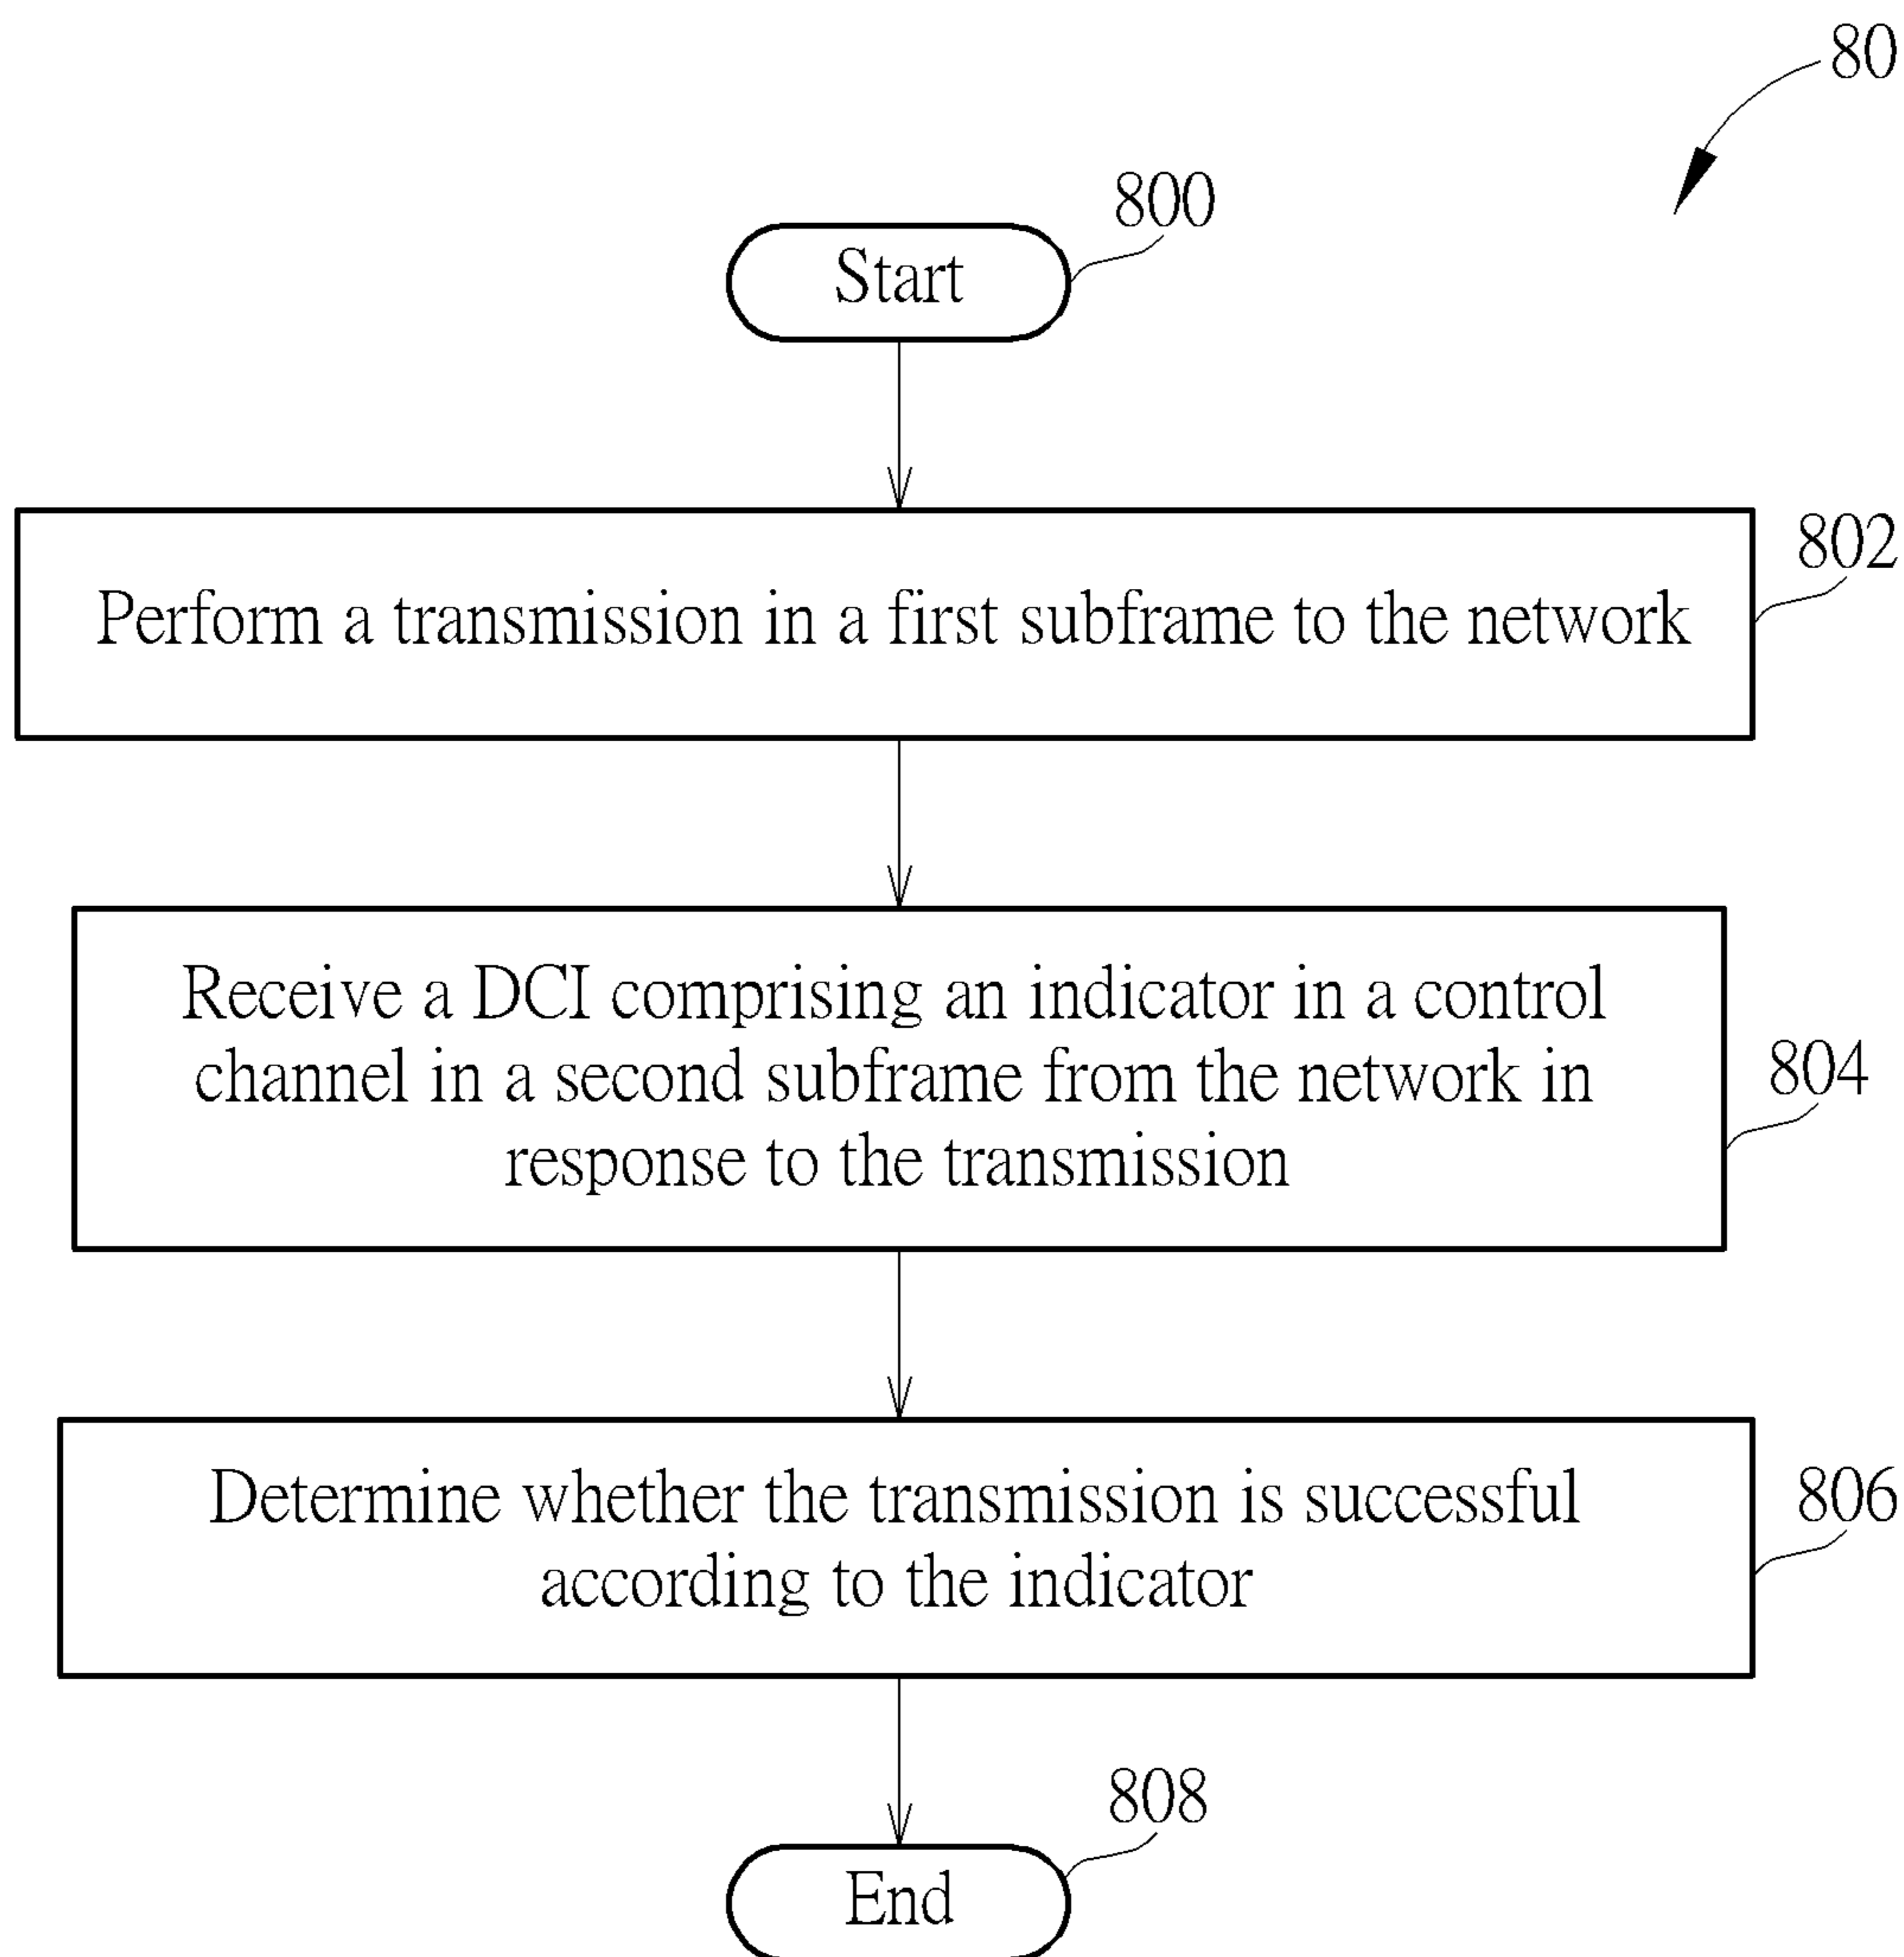 80
800
Start
802
Perform a transmission in a first subframe to the network
Receive a DCI comprising an indicator in a control
channel in a second subframe from the network in
response to the transmission
804
Determine whether the transmission is successful
according to the indicator
806
808
End